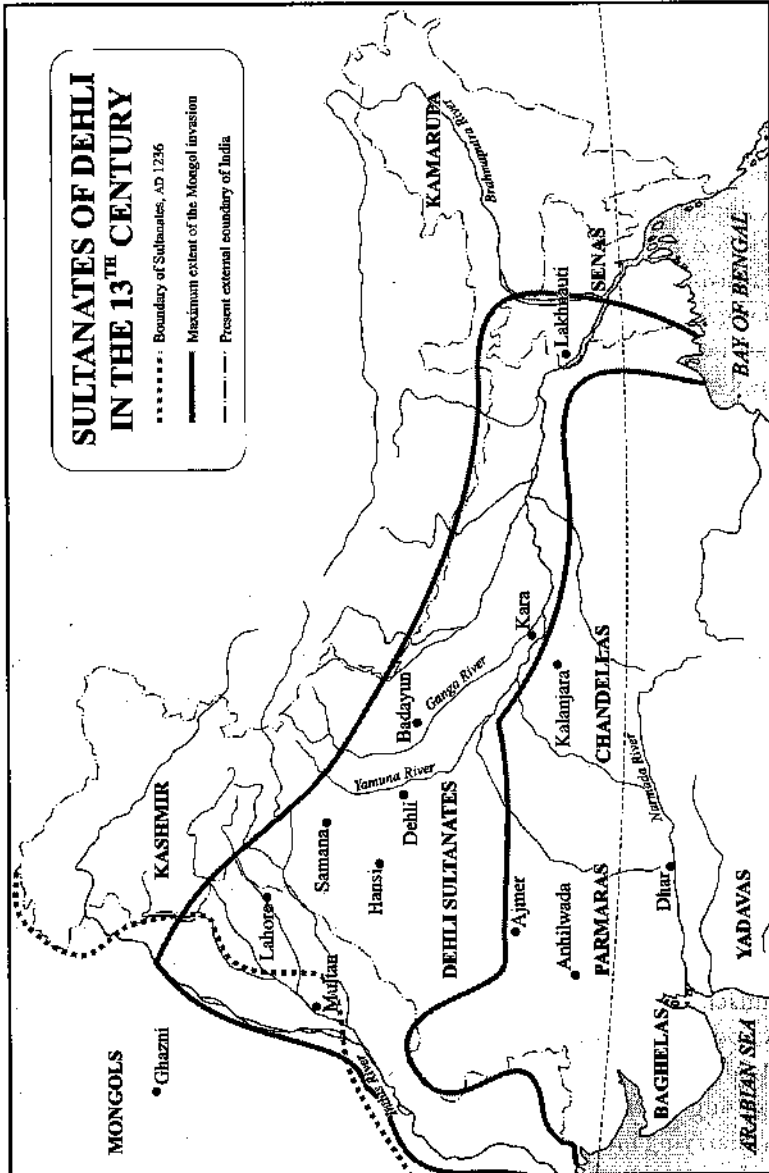 SULTANATES OF DEHLI
IN THE 13TH CENTURY
Boundary of Sultanates, AD 1236
Maximum extent of the Mongol invasion
Present external boundary of India
MONGOLS
Ghazni
KASHMIR
Lahore
Multan
Indus River
Samana
Hansi
Dehli
Yamuna River
Badayun
Ganga River
DEHLI SULTANATES
Ajmer
Anhilwada
PARMARAS
Dhar
Kara
Kalanjara
CHANDELLAS
Narmada River
KAMARUPA
Brahmaputra River
Lakhnauti
SENAS
BAGHELAS
YADAVAS
ARABIAN SEA
BAY OF BENGAL